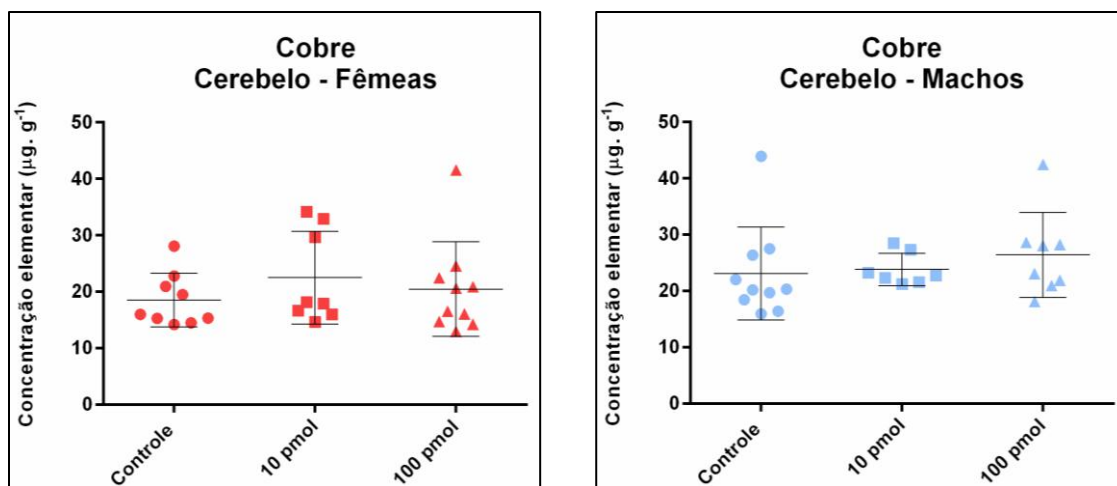 Cobre
Cerebelo - Fêmeas
Concentração elementar (µg. g⁻¹)
50
40
30
20
10
0
Controle
10 pmol
100 pmol
Cobre
Cerebelo - Machos
Concentração elementar (µg. g⁻¹)
50
40
30
20
10
0
Controle
10 pmol
100 pmol